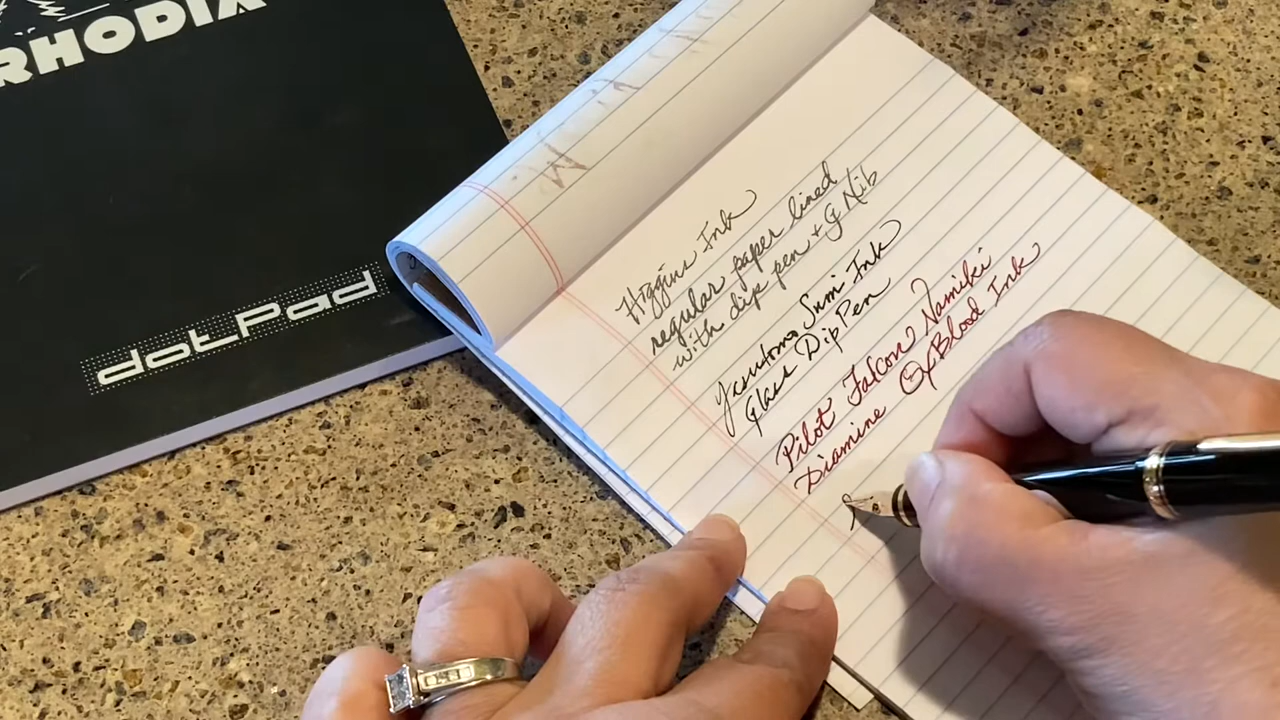 RHODIA
dotPad
Higgins Ink
regular paper lined
with dip pen + G Nib
Yasutomo Sumi Ink
Glass Dip Pen
Pilot Falcon Namiki
Diamine OxBlood Ink